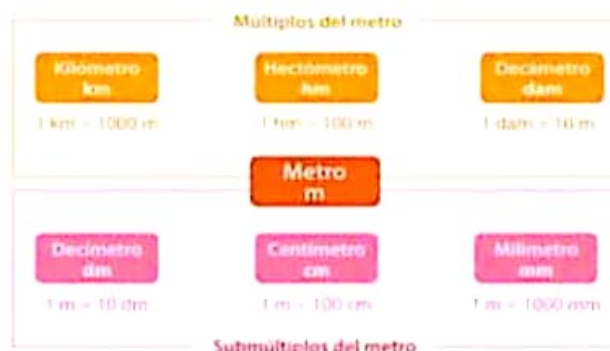 Múltiplos del metro
Kilómetro
km
Hectómetro
hm
Decámetro
dam
1 km = 1000 m
1 hm = 100 m
1 dam = 10 m
Metro
m
Decímetro
dm
Centímetro
cm
Milímetro
mm
1 m = 10 dm
1 m = 100 cm
1 m = 1000 mm
Submúltiplos del metro